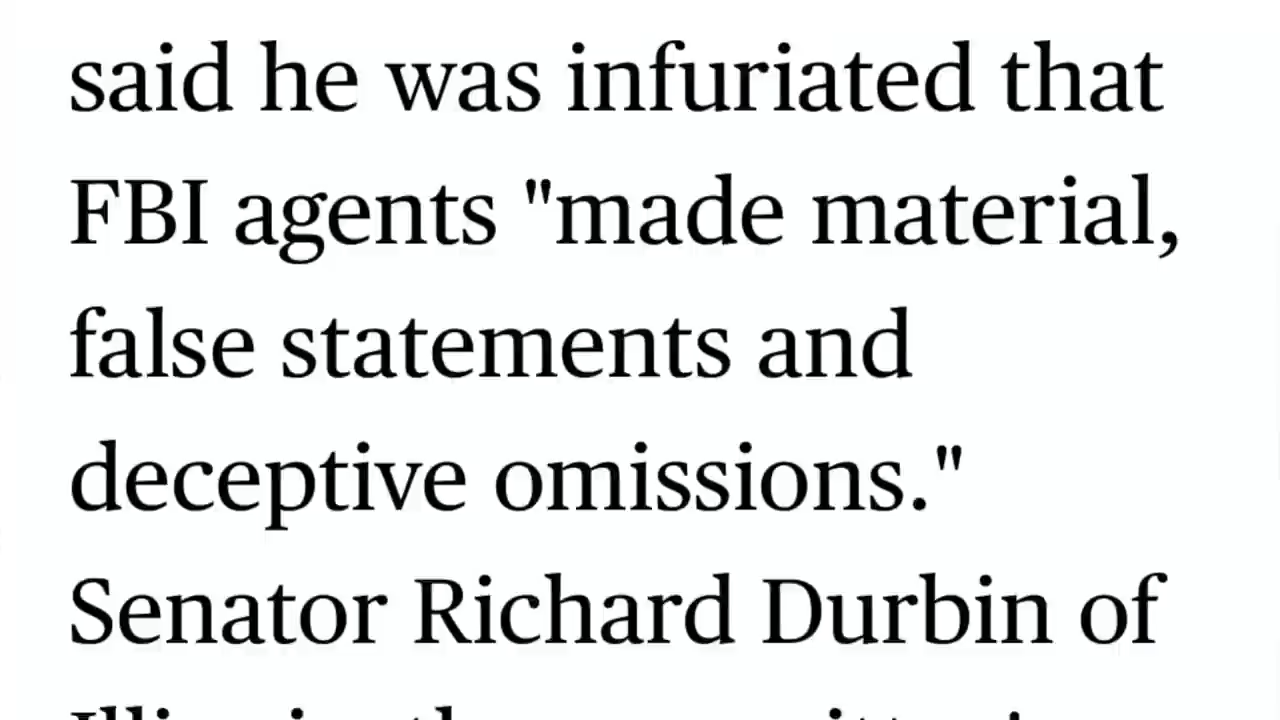 said he was infuriated that
FBI agents "made material,
false statements and
deceptive omissions."
Senator Richard Durbin of